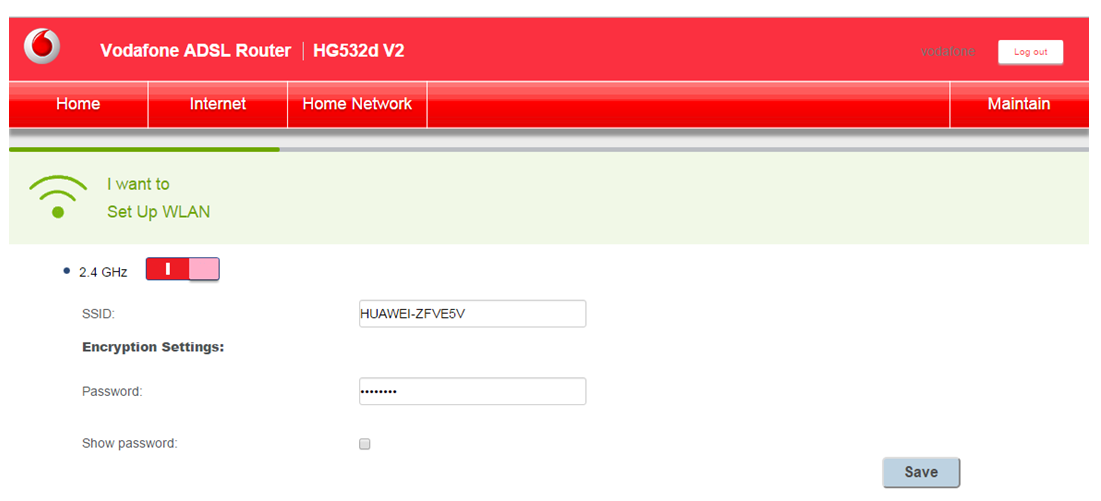 Vodafone ADSL Router | HG532d V2
vodafone
Log out
Home
Internet
Home Network
Maintain
I want to
Set Up WLAN
2.4 GHz
SSID:
HUAWEI-ZFVE5V
Encryption Settings:
Password:
••••••••
Show password:
Save